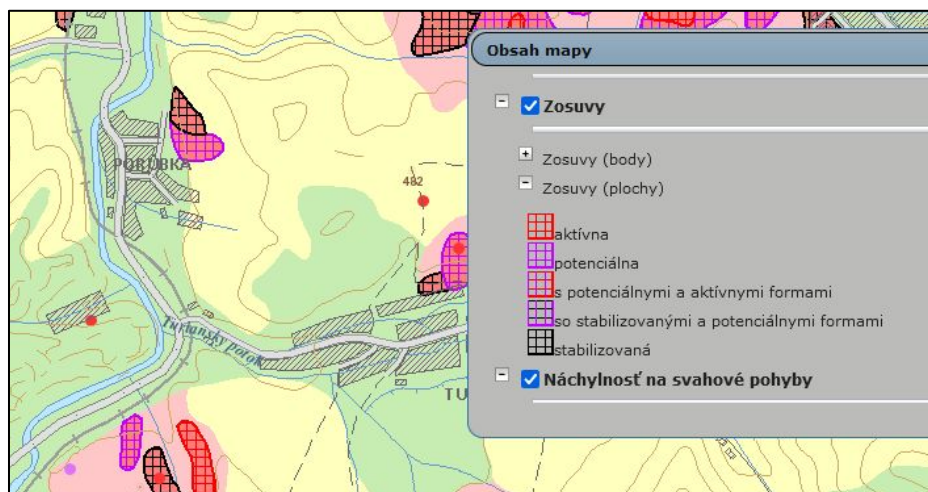 Obsah mapy
Zosuvy
Zosuvy (body)
Zosuvy (plochy)
aktívna
potenciálna
s potenciálnymi a aktívnymi formami
so stabilizovanými a potenciálnymi formami
stabilizovaná
Náchylnosť na svahové pohyby
PORÚBKA
482
Turiansky potok
TU